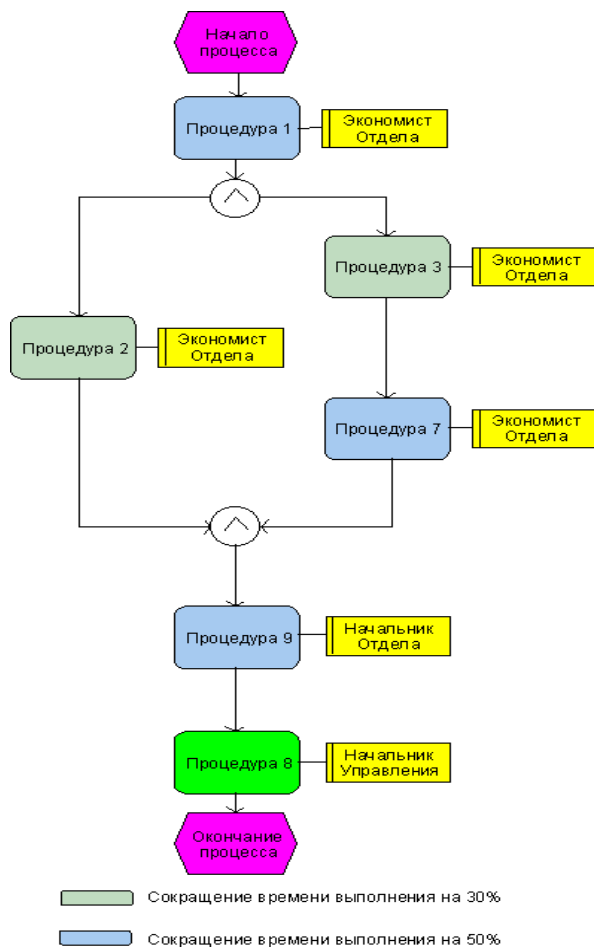 Начало
процесса
Процедура 1
Экономист
Отдела
Процедура 3
Экономист
Отдела
Процедура 2
Экономист
Отдела
Процедура 7
Экономист
Отдела
Процедура 9
Начальник
Отдела
Процедура 8
Начальник
Управления
Окончание
процесса
Сокращение времени выполнения на 30%
Сокращение времени выполнения на 50%